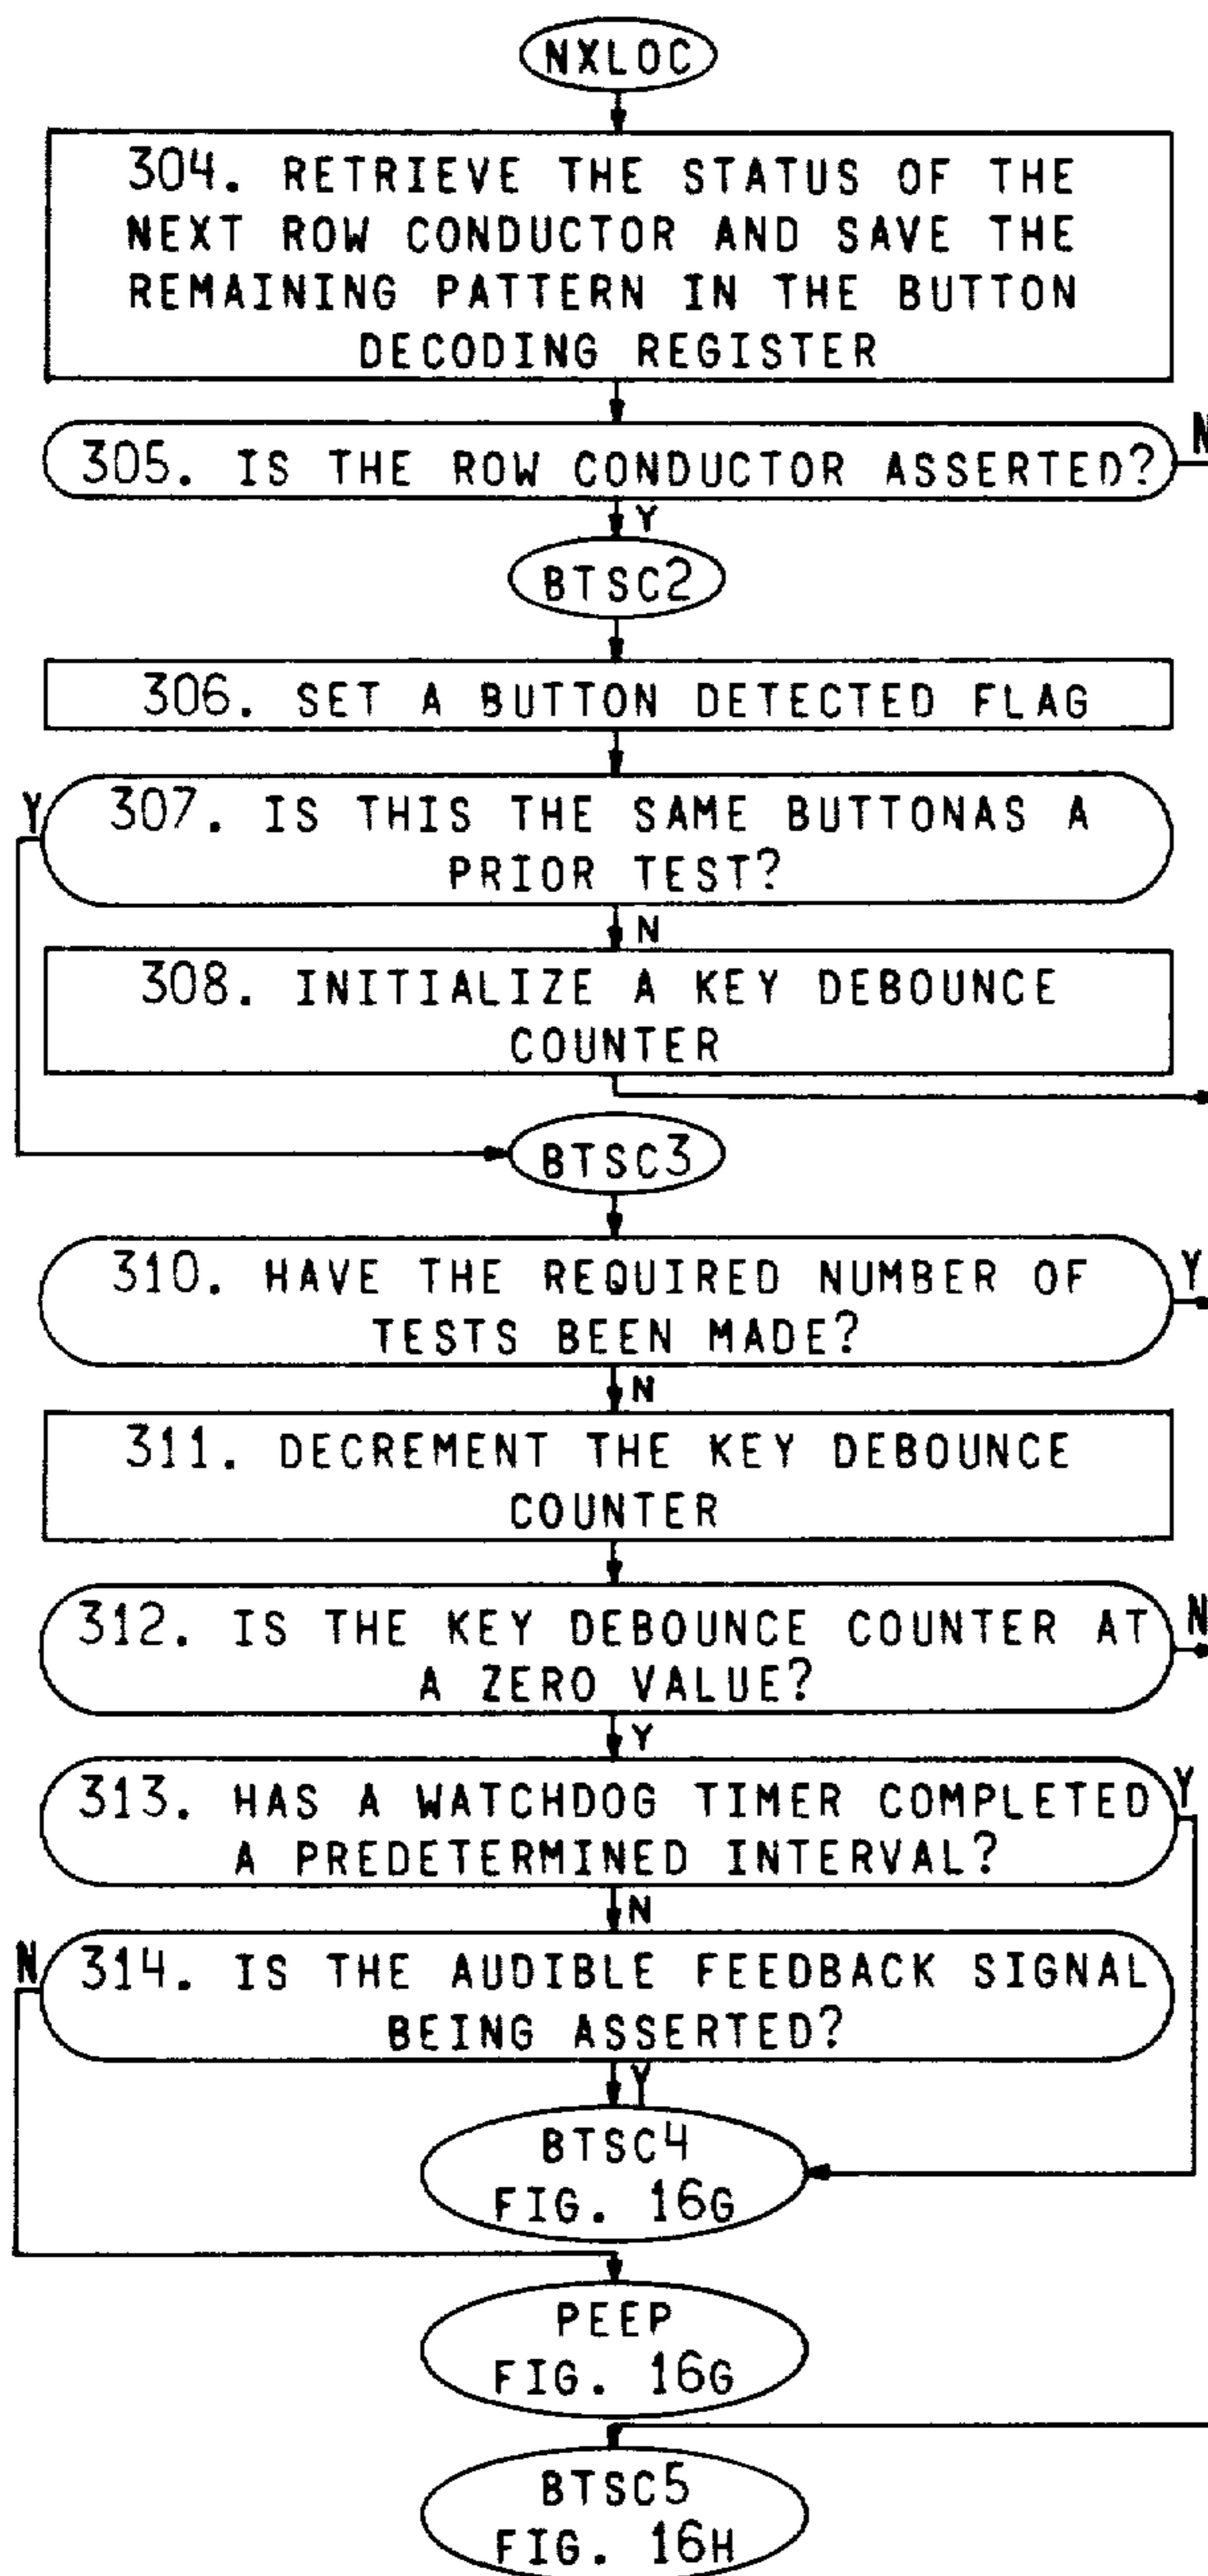 NXLOC
304. RETRIEVE THE STATUS OF THE
NEXT ROW CONDUCTOR AND SAVE THE
REMAINING PATTERN IN THE BUTTON
DECODING REGISTER
305. IS THE ROW CONDUCTOR ASSERTED?
N
Y
BTSC2
306. SET A BUTTON DETECTED FLAG
Y
307. IS THIS THE SAME BUTTONAS A
PRIOR TEST?
N
308. INITIALIZE A KEY DEBOUNCE
COUNTER
BTSC3
310. HAVE THE REQUIRED NUMBER OF
TESTS BEEN MADE?
Y
N
311. DECREMENT THE KEY DEBOUNCE
COUNTER
312. IS THE KEY DEBOUNCE COUNTER AT
A ZERO VALUE?
N
Y
313. HAS A WATCHDOG TIMER COMPLETED
A PREDETERMINED INTERVAL?
Y
N
N
314. IS THE AUDIBLE FEEDBACK SIGNAL
BEING ASSERTED?
Y
BTSC4
FIG. 16G
PEEP
FIG. 16G
BTSC5
FIG. 16H